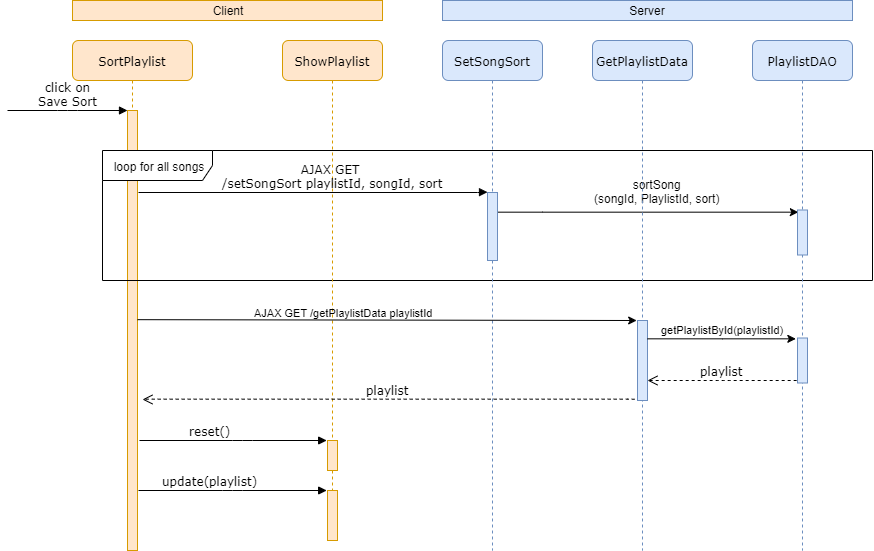 Client
Server
SortPlaylist
ShowPlaylist
SetSongSort
GetPlaylistData
PlaylistDAO
click on
Save Sort
loop for all songs
AJAX GET
/setSongSort playlistId, songId, sort
sortSong
(songId, PlaylistId, sort)
AJAX GET /getPlaylistData playlistId
getPlaylistById(playlistId)
playlist
playlist
reset()
update(playlist)